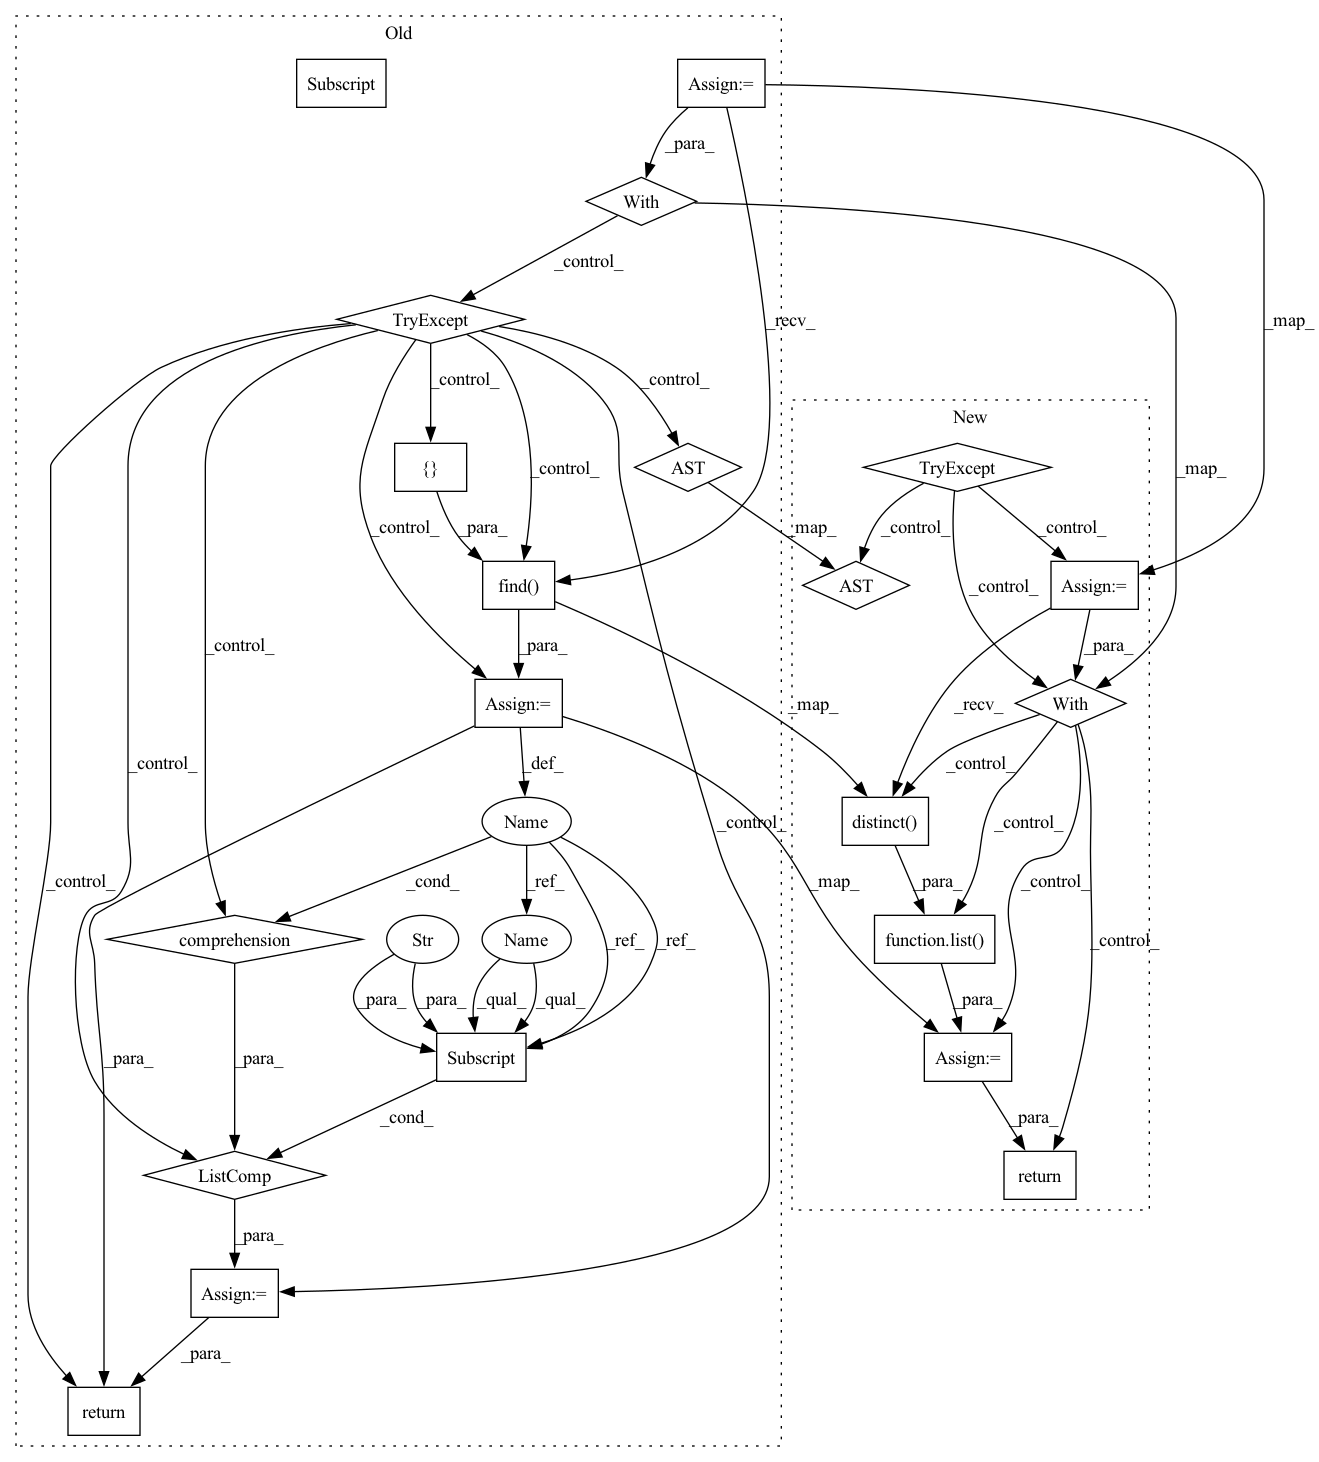 Old
Subscript
Assign:=
_para_
With
_control_
TryExcept
_recv_
_map_
_control_
_control_
{}
_control_
AST
_map_
New
TryExcept
_control_
_para_
_map_
_control_
_control_
find()
AST
_control_
Assign:=
_control_
_para_
_para_
Assign:=
_map_
_recv_
With
_control_
_def_
_control_
Name
_control_
distinct()
_control_
_control_
_cond_
_ref_
_map_
_para_
_control_
comprehension
Str
Name
_ref_
_ref_
function.list()
_control_
_para_
_para_
_qual_
_qual_
_para_
_para_
_para_
Subscript
Assign:=
_cond_
_para_
ListComp
return
_para_
Assign:=
_para_
return